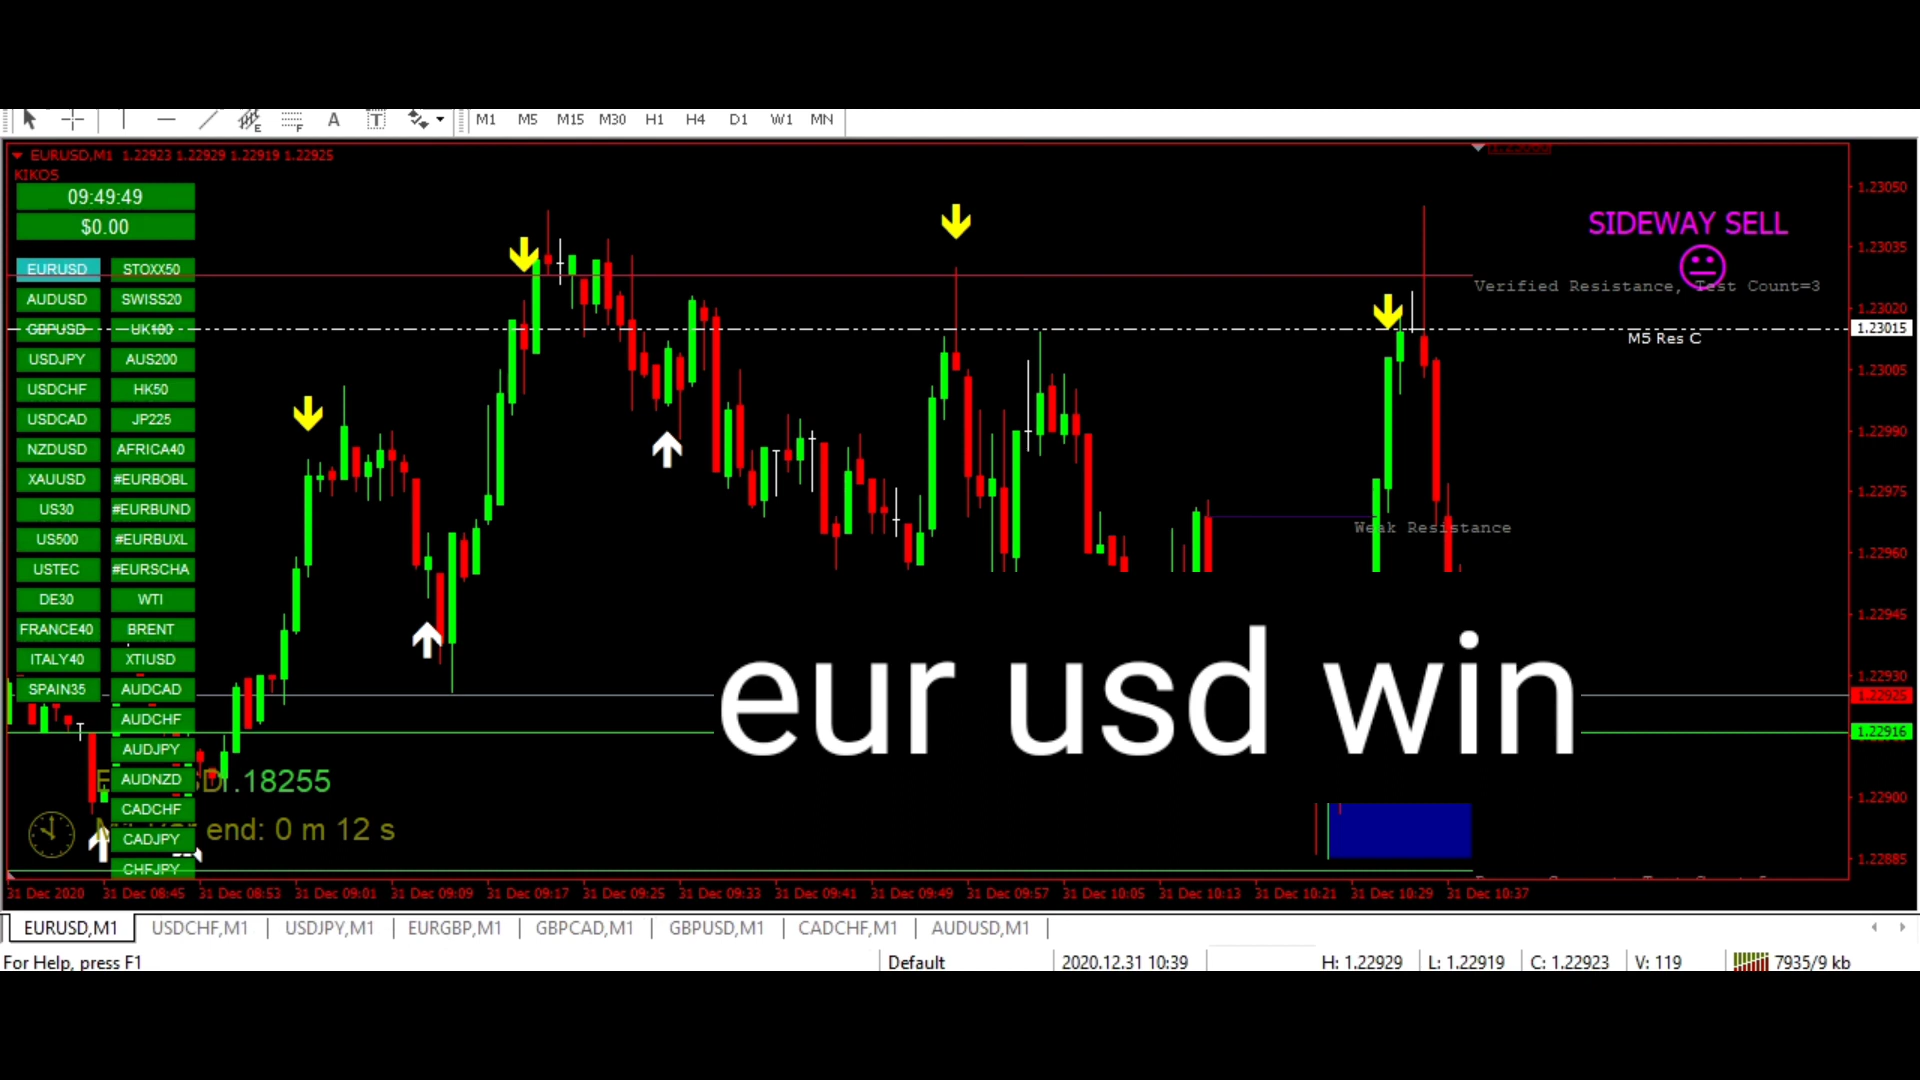 M1 M5 M15 M30 H1 H4 D1 W1 MN
EURUSD,M1 1.22923 1.22929 1.22919 1.22925
KIKOS
09:49:49
$0.00
EURUSD STOXX50
AUDUSD SWISS20
GBPUSD UK100
USDJPY AUS200
USDCHF HK50
USDCAD JP225
NZDUSD AFRICA40
XAUUSD #EURBOBL
US30 #EURBUND
US500 #EURBUXL
USTEC #EURSCHA
DE30 WTI
FRANCE40 BRENT
ITALY40 XTIUSD
SPAIN35 AUDCAD
AUDCHF
AUDJPY
AUDNZD
CADCHF
CADJPY
CHFJPY
.18255
end: 0 m 12 s
SIDEWAY SELL
Verified Resistance, Test Count=3
M5 Res C
Weak Resistance
eur usd win
1.23050
1.23035
1.23020
1.23015
1.23005
1.22990
1.22975
1.22960
1.22945
1.22930
1.22925
1.22916
1.22900
1.22885
31 Dec 2020 31 Dec 08:45 31 Dec 08:53 31 Dec 09:01 31 Dec 09:09 31 Dec 09:17 31 Dec 09:25 31 Dec 09:33 31 Dec 09:41 31 Dec 09:49 31 Dec 09:57 31 Dec 10:05 31 Dec 10:13 31 Dec 10:21 31 Dec 10:29 31 Dec 10:37
EURUSD,M1 USDCHF,M1 USDJPY,M1 EURGBP,M1 GBPCAD,M1 GBPUSD,M1 CADCHF,M1 AUDUSD,M1
For Help, press F1 Default 2020.12.31 10:39 H: 1.22929 L: 1.22919 C: 1.22923 V: 119 7935/9 kb